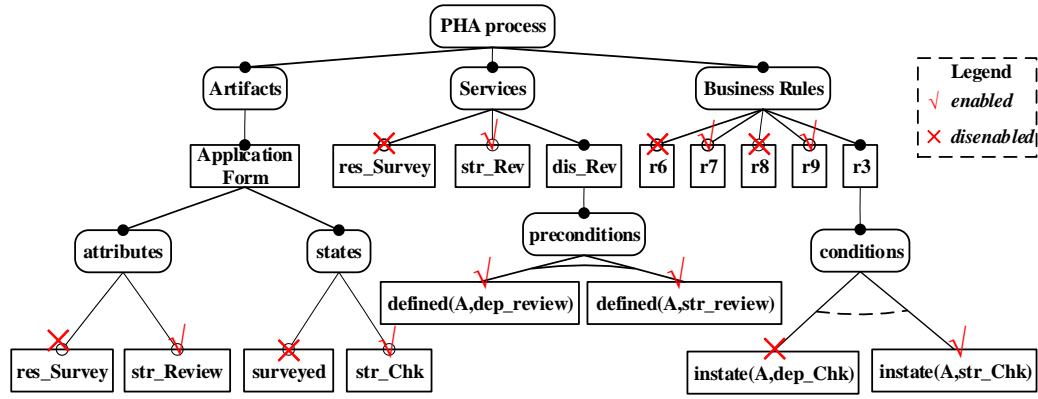 PHA process
Artifacts
Services
Business Rules
Legend
enabled
disenabled
Application
Form
res_Survey
str_Rev
dis_Rev
r6
r7
r8
r9
r3
attributes
states
preconditions
conditions
defined(A,dep_review)
defined(A,str_review)
res_Survey
str_Review
surveyed
str_Chk
instate(A,dep_Chk)
instate(A,str_Chk)